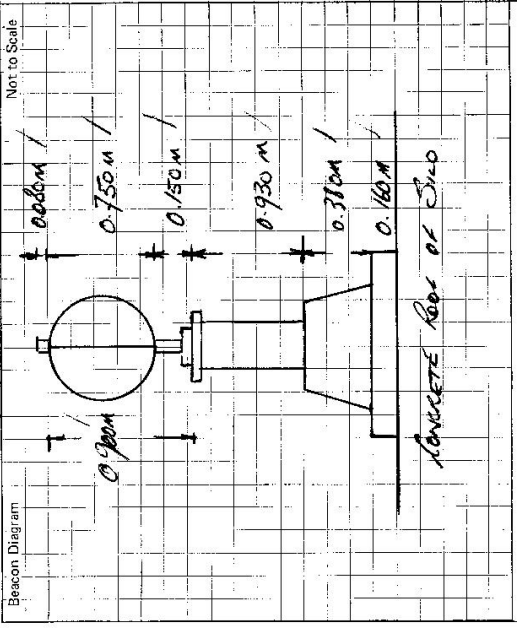 Beacon Diagram
Not to Scale
0.080m /
0.750m /
0.150m /
0.900m
0.930m /
0.380m /
0.160m /
CONCRETE ROOF OF SILO